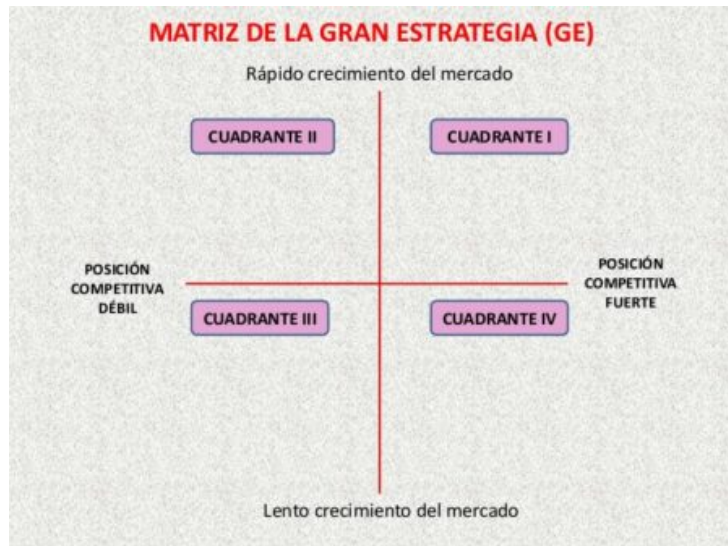 MATRIZ DE LA GRAN ESTRATEGIA (GE)
Rápido crecimiento del mercado
CUADRANTE II
CUADRANTE I
POSICIÓN
COMPETITIVA
DÉBIL
POSICIÓN
COMPETITIVA
FUERTE
CUADRANTE III
CUADRANTE IV
Lento crecimiento del mercado